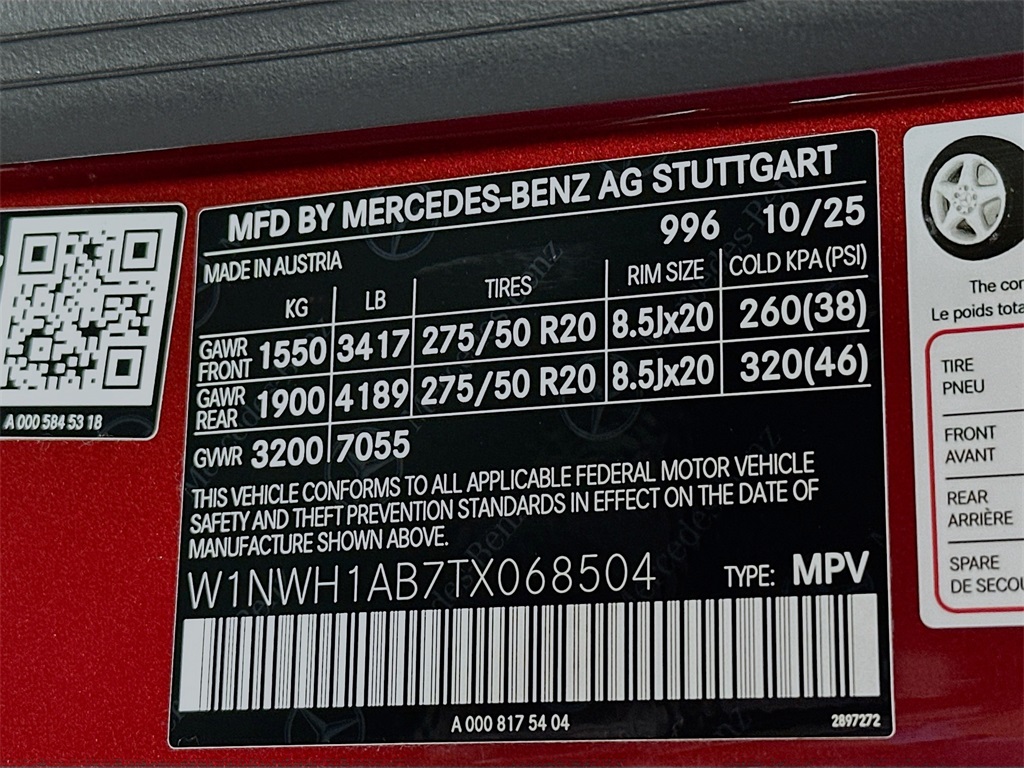 MFD BY MERCEDES-BENZ AG STUTTGART
996 10/25
MADE IN AUSTRIA
KG LB TIRES RIM SIZE COLD KPA (PSI)
GAWR FRONT 1550 3417 275/50 R20 8.5Jx20 260(38)
GAWR REAR 1900 4189 275/50 R20 8.5Jx20 320(46)
GVWR 3200 7055
THIS VEHICLE CONFORMS TO ALL APPLICABLE FEDERAL MOTOR VEHICLE
SAFETY AND THEFT PREVENTION STANDARDS IN EFFECT ON THE DATE OF
MANUFACTURE SHOWN ABOVE.
W1NWH1AB7TX068504 TYPE: MPV
A 000 817 54 04 2897272
A 000 584 53 18
The
Le poids
TIRE
PNEU
FRONT
AVANT
REAR
ARRIÈRE
SPARE
DE